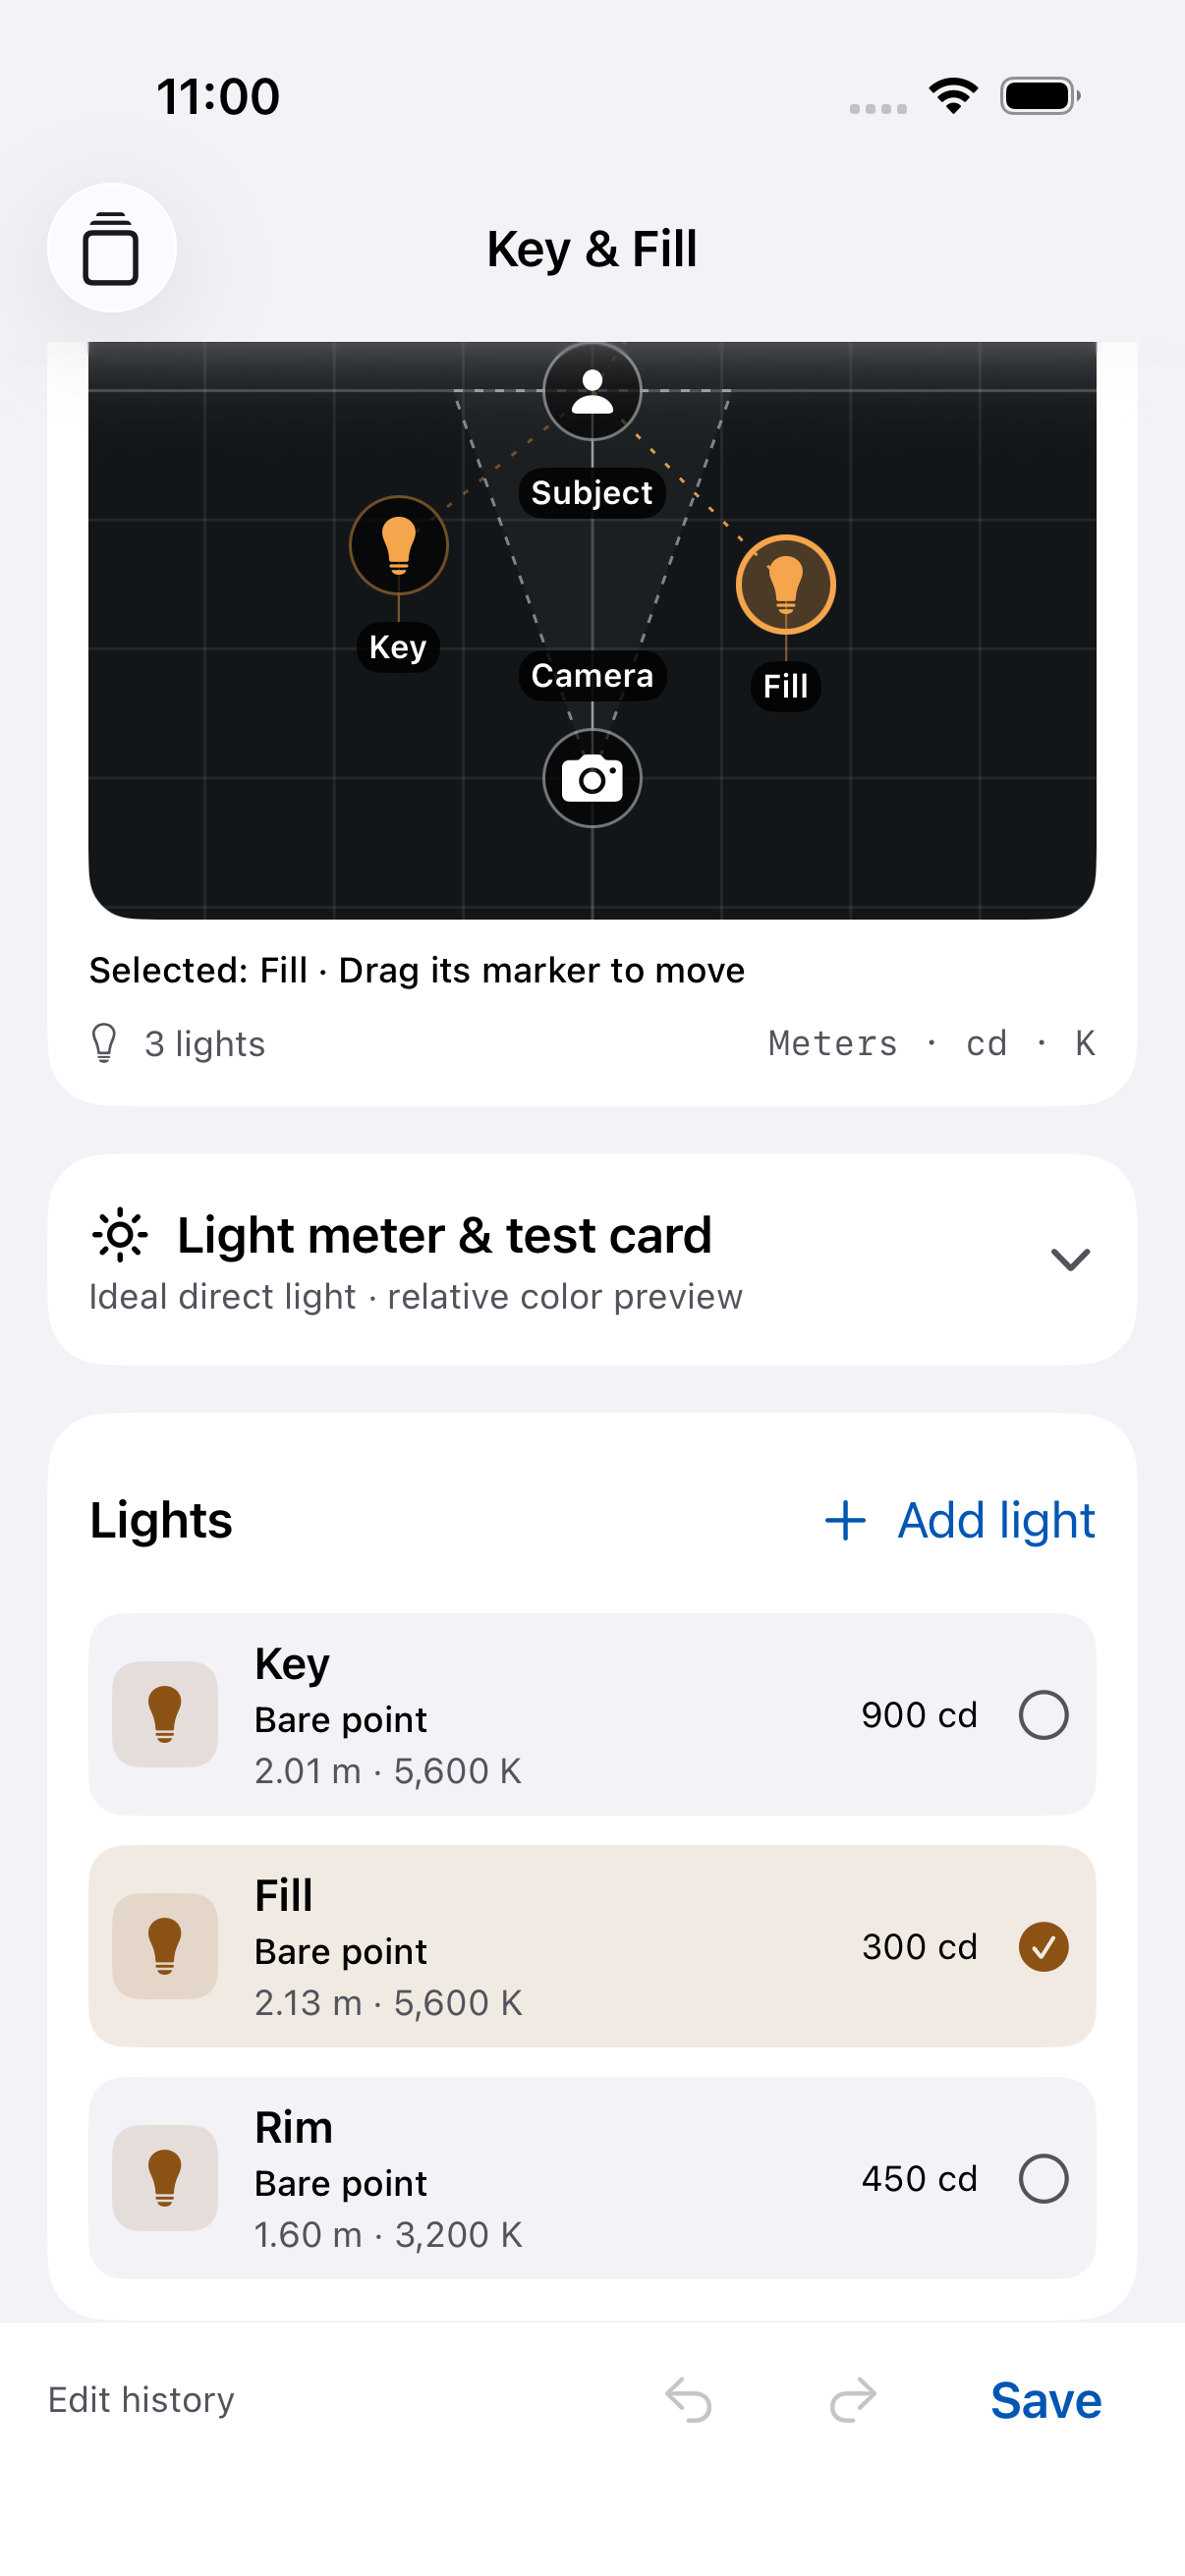 11:00
Key & Fill
Subject
Key
Camera
Fill
Selected: Fill · Drag its marker to move
3 lights
Meters · cd · K
Light meter & test card
Ideal direct light · relative color preview
Lights
Add light
Key
Bare point
2.01 m · 5,600 K
900 cd
Fill
Bare point
2.13 m · 5,600 K
300 cd
Rim
Bare point
1.60 m · 3,200 K
450 cd
Edit history
Save